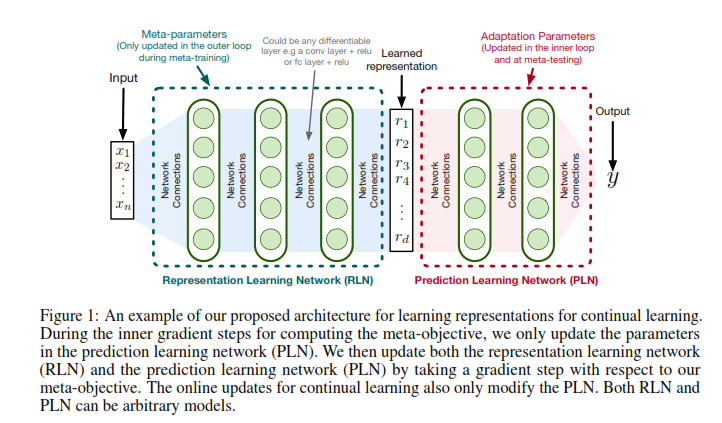 Meta-parameters
(Only updated in the outer loop
during meta-training)
Could be any differentiable
layer e.g a conv layer + relu
or fc layer + relu
Learned
representation
Adaptation Parameters
(Updated in the inner loop
and at meta-testing)
Input
Output
x1
x2
⋮
xn
Network
Connections
Network
Connections
Network
Connections
Network
Connections
r1
r2
r3
r4
⋮
rd
Network
Connections
Network
Connections
Network
Connections
y
Representation Learning Network (RLN)
Prediction Learning Network (PLN)
Figure 1: An example of our proposed architecture for learning representations for continual learning.
During the inner gradient steps for computing the meta-objective, we only update the parameters
in the prediction learning network (PLN). We then update both the representation learning network
(RLN) and the prediction learning network (PLN) by taking a gradient step with respect to our
meta-objective. The online updates for continual learning also only modify the PLN. Both RLN and
PLN can be arbitrary models.